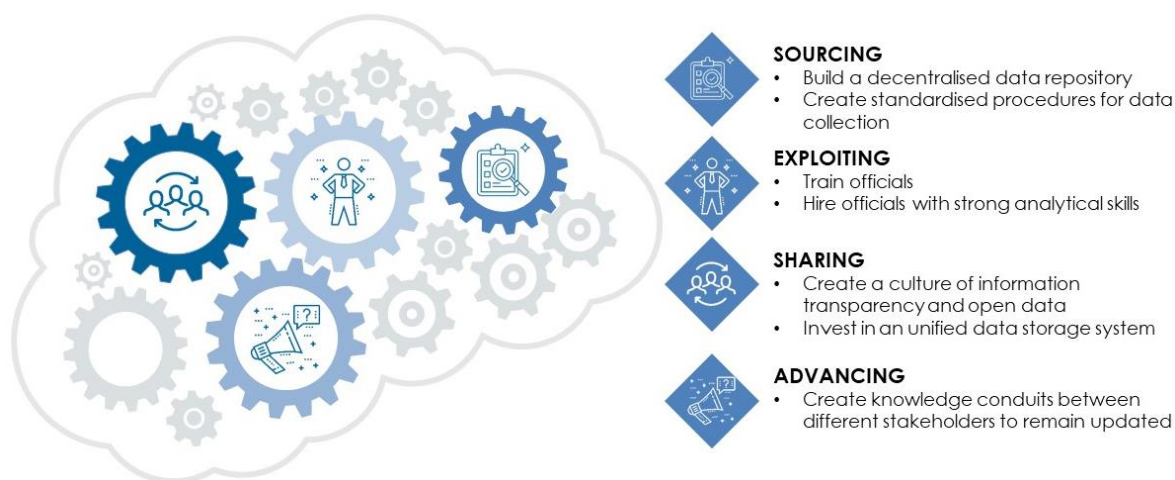 SOURCING
• Build a decentralised data repository
• Create standardised procedures for data
collection
EXPLOITING
• Train officials
• Hire officials with strong analytical skills
SHARING
• Create a culture of information
transparency and open data
• Invest in an unified data storage system
ADVANCING
• Create knowledge conduits between
different stakeholders to remain updated